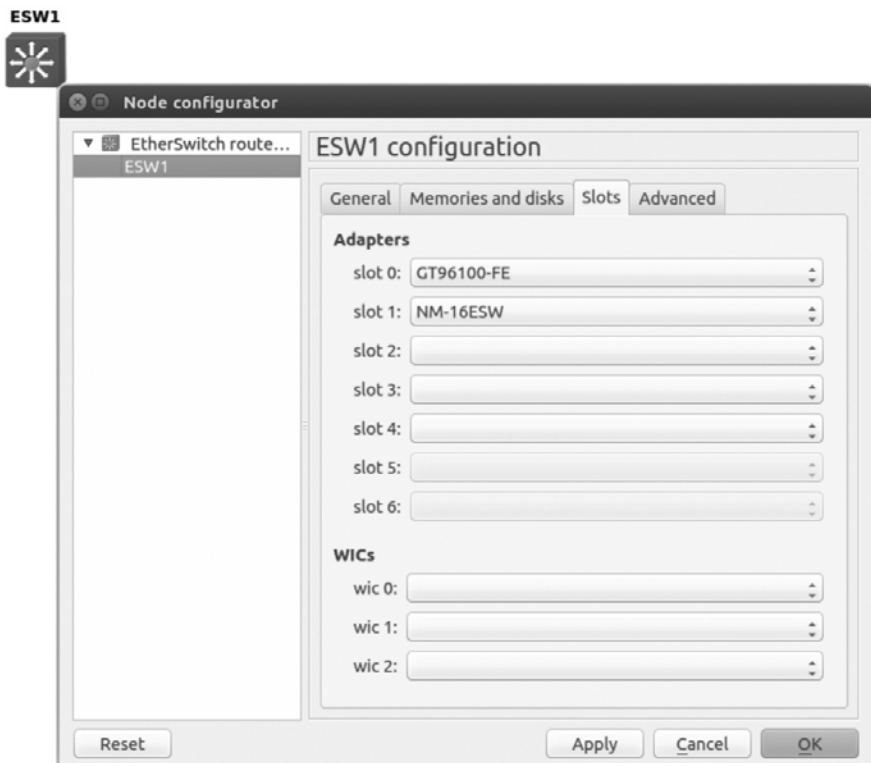 ESW1
Node configurator
EtherSwitch route...
ESW1
ESW1 configuration
General Memories and disks Slots Advanced
Adapters
slot 0: GT96100-FE
slot 1: NM-16ESW
slot 2:
slot 3:
slot 4:
slot 5:
slot 6:
WICs
wic 0:
wic 1:
wic 2:
Reset Apply Cancel OK